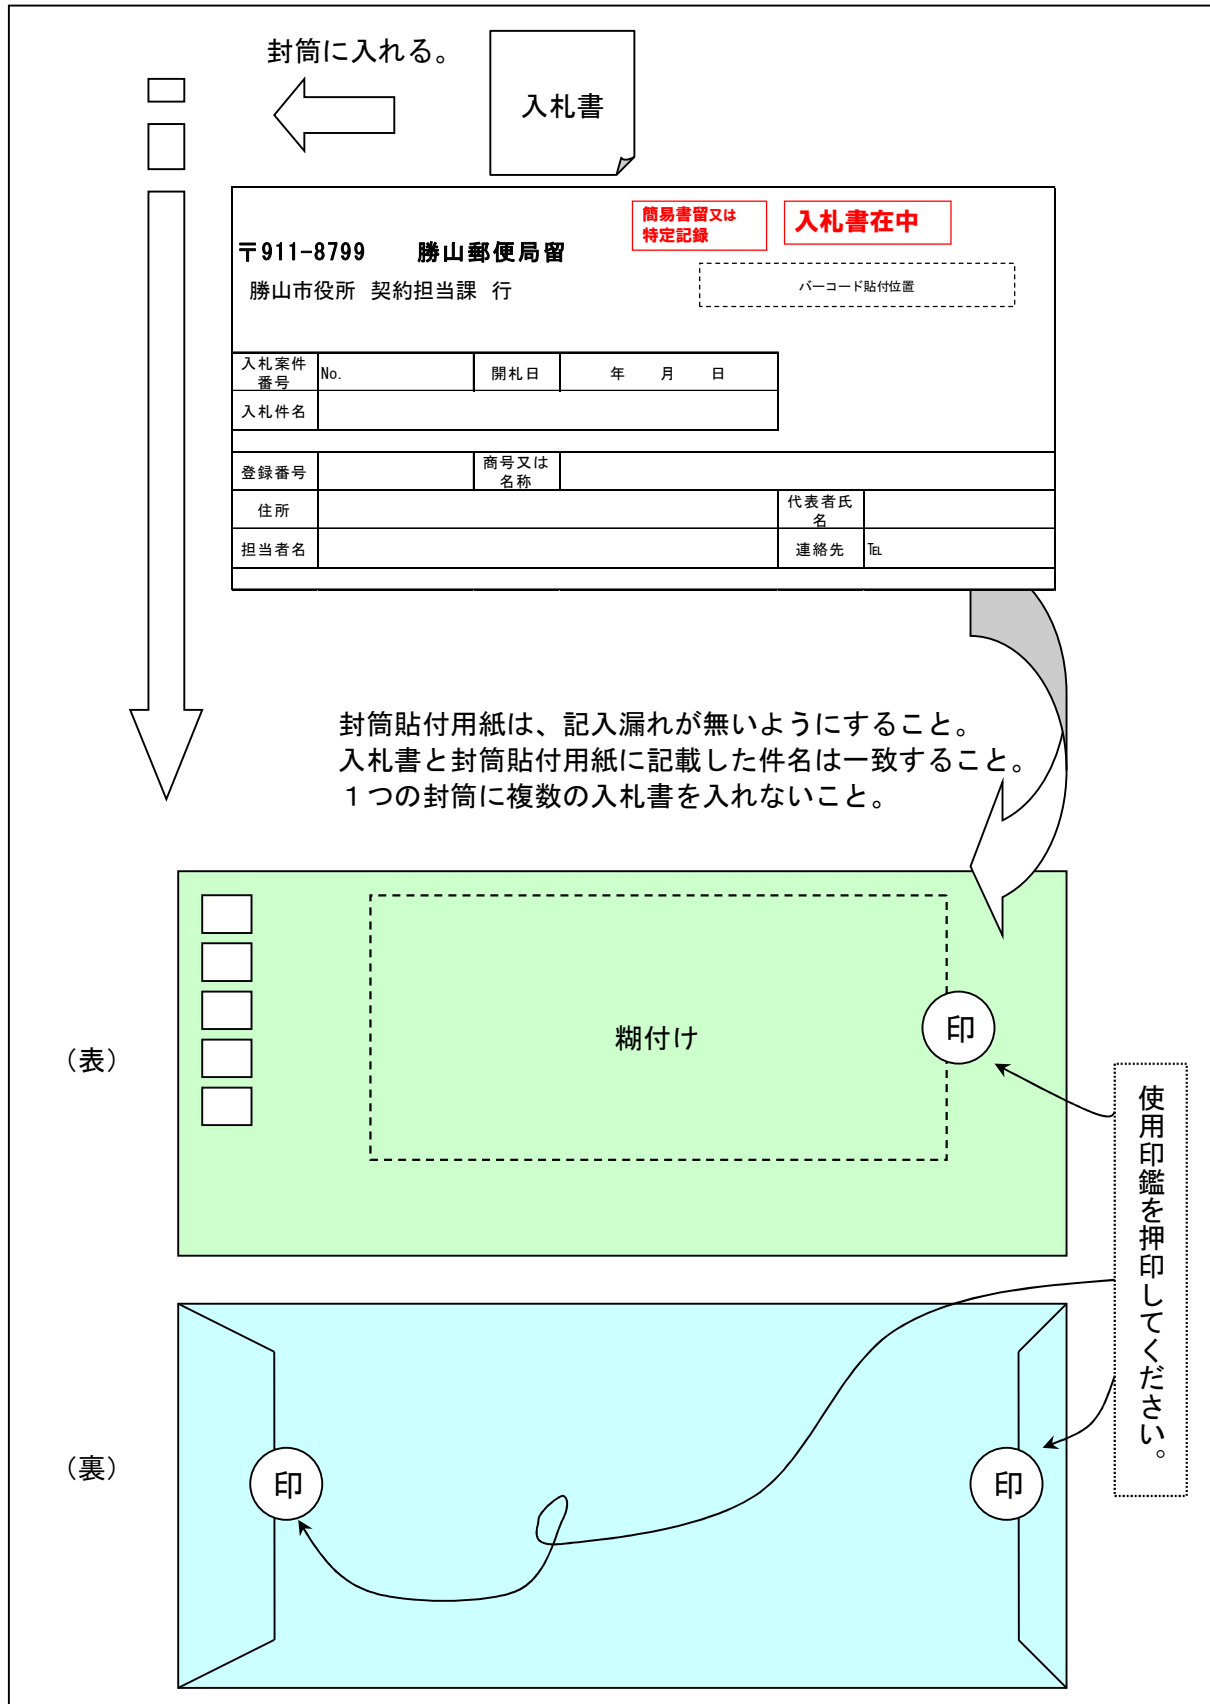 封筒に入れる。
入札書
簡易書留又は
特定記録
入札書在中
〒911-8799　勝山郵便局留
勝山市役所 契約担当課 行
バーコード貼付位置
入札案件
番号
No.
開札日
年 月 日
入札件名
登録番号
商号又は
名称
住所
代表者氏
名
担当者名
連絡先
℡
封筒貼付用紙は、記入漏れが無いようにすること。
入札書と封筒貼付用紙に記載した件名は一致すること。
１つの封筒に複数の入札書を入れないこと。
糊付け
印
（表）
使用印鑑を押印してください。
（裏）
印
印